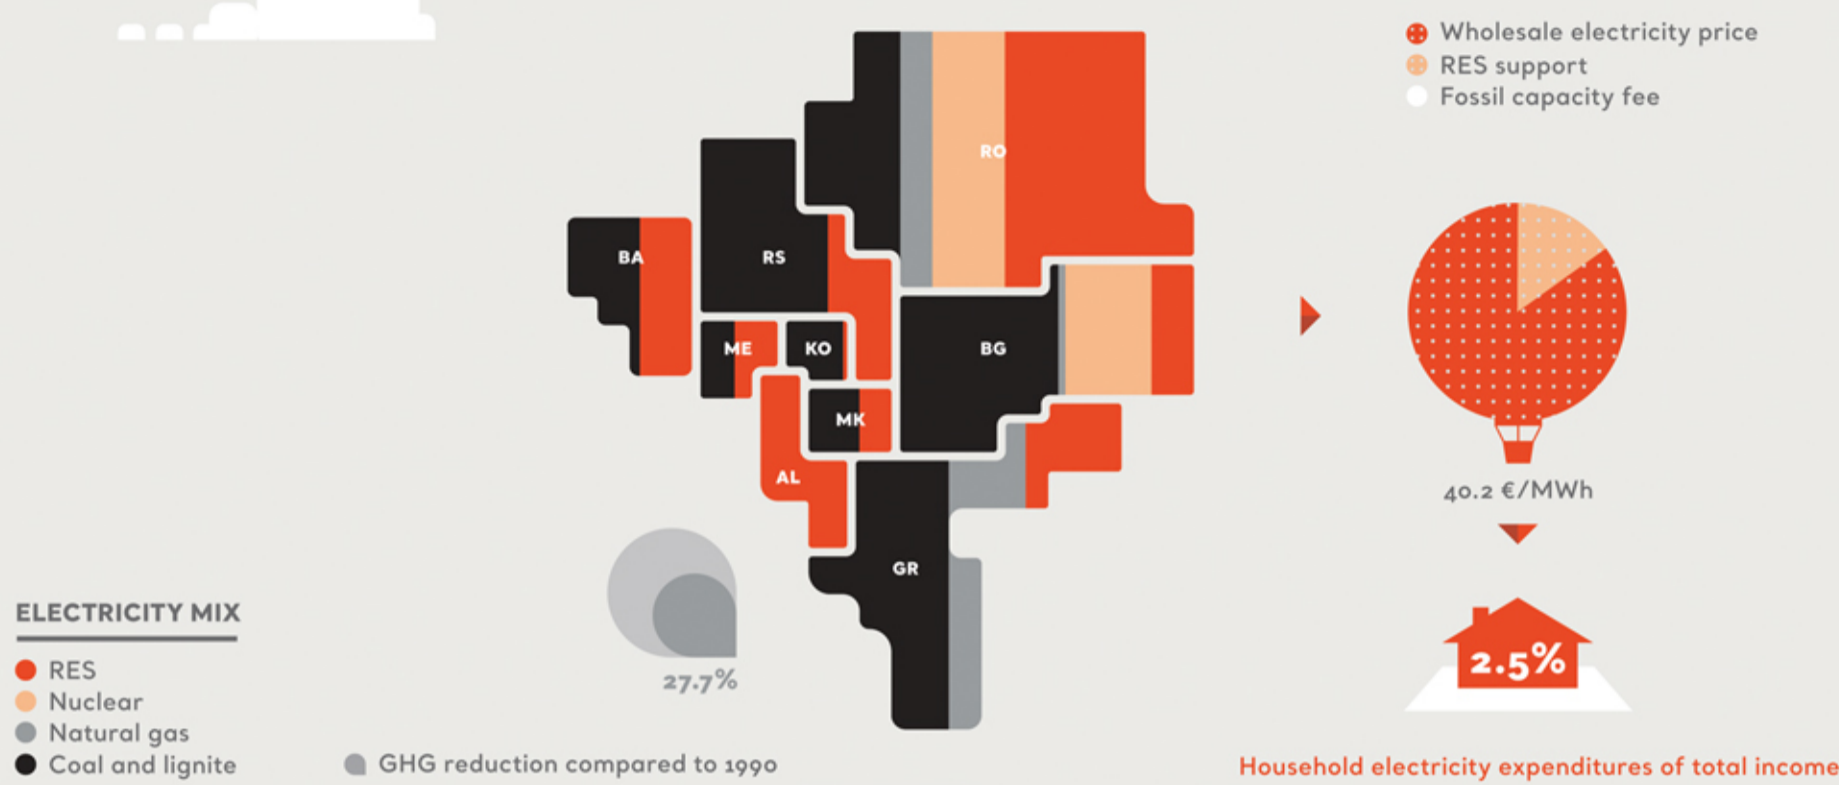 Wholesale electricity price
RES support
Fossil capacity fee
RO
BA
RS
ME
KO
BG
MK
AL
GR
40.2 €/MWh
2.5%
27.7%
ELECTRICITY MIX
RES
Nuclear
Natural gas
Coal and lignite
GHG reduction compared to 1990
Household electricity expenditures of total income